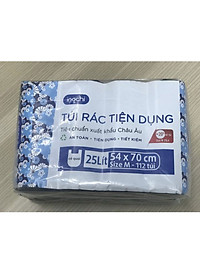 ingchi
TÚI RÁC TIỆN DỤNG
Tiêu chuẩn xuất khẩu Châu Âu
AN TOÀN - TIỆN DỤNG - TIẾT KIỆM
25Lít
54 x 70 cm
Size M - 112 túi